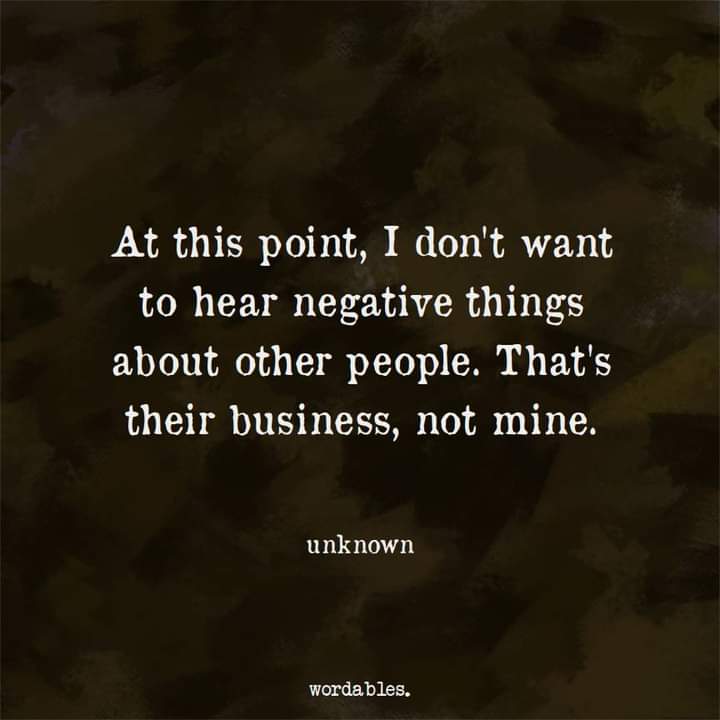 At this point, I don't want
to hear negative things
about other people. That's
their business, not mine.
unknown
wordables.